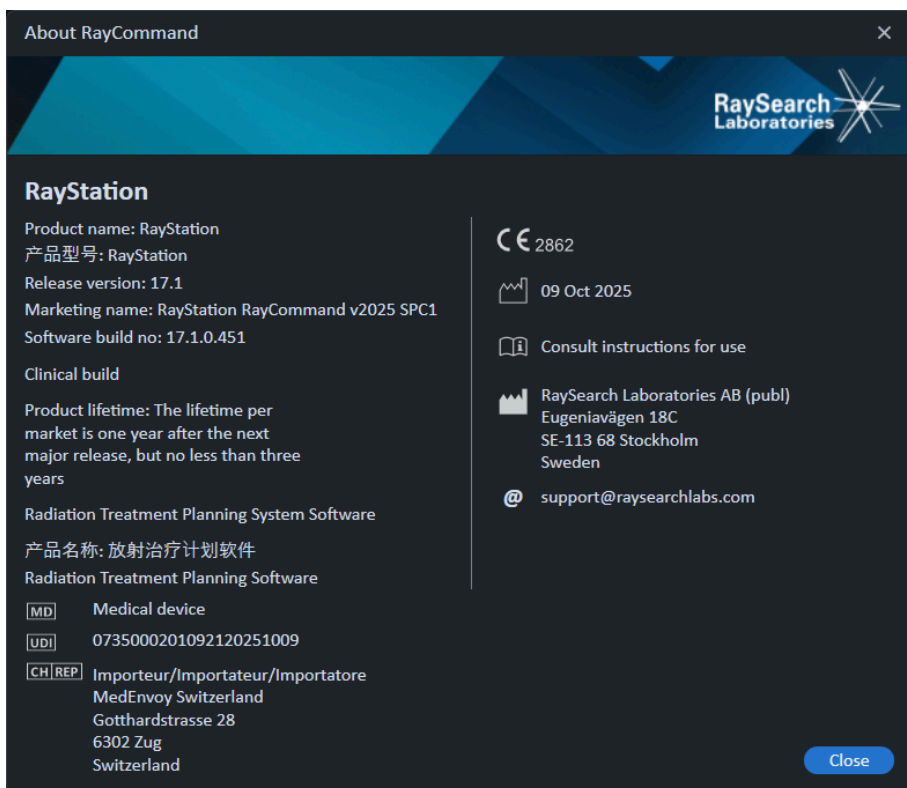 About RayCommand
RaySearch
Laboratories
RayStation
Product name: RayStation
产品型号: RayStation
Release version: 17.1
Marketing name: RayStation RayCommand v2025 SPC1
Software build no: 17.1.0.451
Clinical build
Product lifetime: The lifetime per
market is one year after the next
major release, but no less than three
years
Radiation Treatment Planning System Software
产品名称: 放射治疗计划软件
Radiation Treatment Planning Software
MD Medical device
UDI 0735000201092120251009
CH REP Importeur/Importateur/Importatore
MedEnvoy Switzerland
Gotthardstrasse 28
6302 Zug
Switzerland
CE 2862
09 Oct 2025
Consult instructions for use
RaySearch Laboratories AB (publ)
Eugeniavägen 18C
SE-113 68 Stockholm
Sweden
@ support@raysearchlabs.com
Close